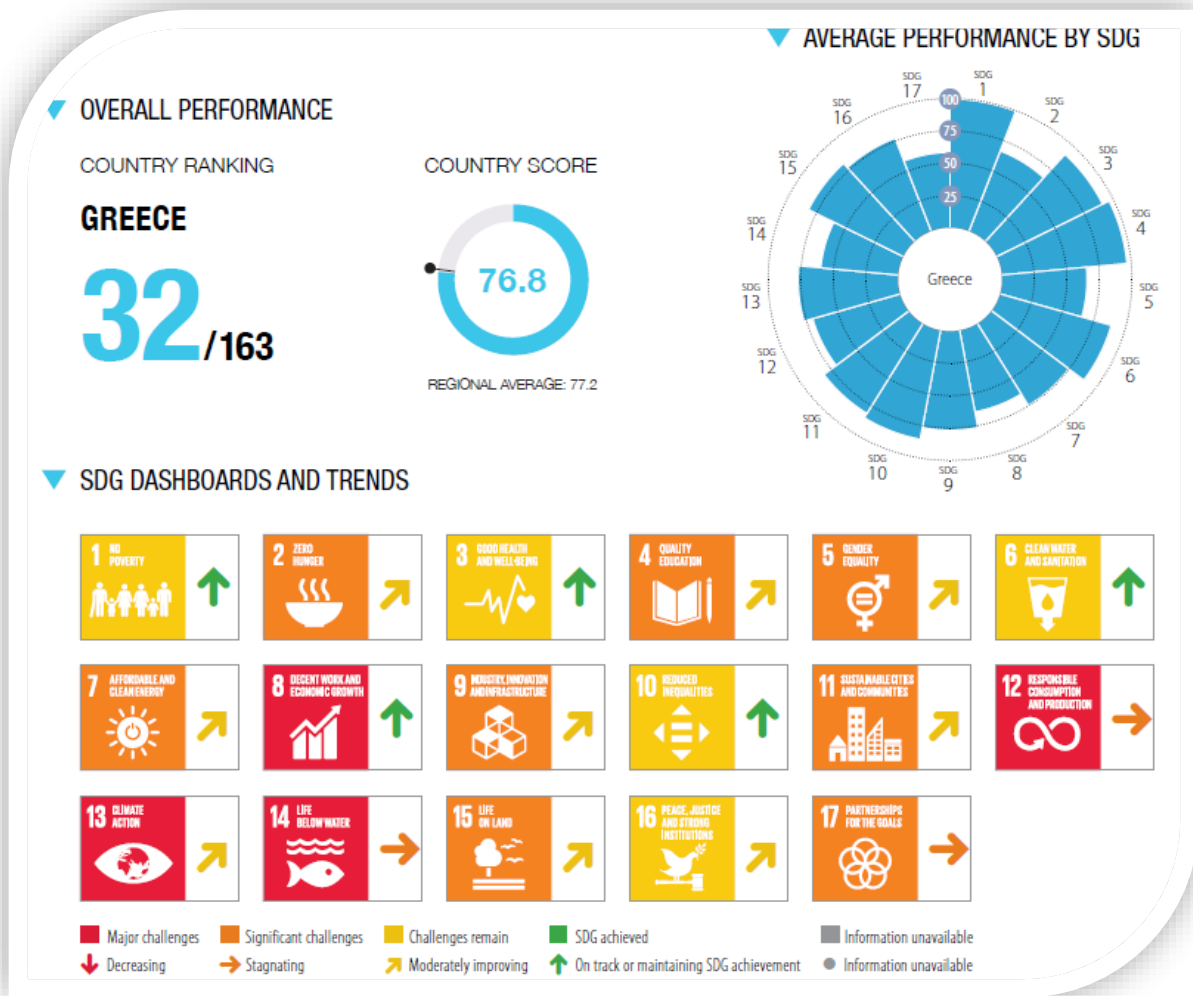 AVERAGE PERFORMANCE BY SDG
OVERALL PERFORMANCE
COUNTRY RANKING
GREECE
32/163
COUNTRY SCORE
76.8
REGIONAL AVERAGE: 77.2
SDG
1
SDG
2
SDG
3
SDG
4
SDG
5
SDG
6
SDG
7
SDG
8
SDG
9
SDG
10
SDG
11
SDG
12
SDG
13
SDG
14
SDG
15
SDG
16
SDG
17
100
75
50
25
Greece
SDG DASHBOARDS AND TRENDS
1 NO
POVERTY
2 ZERO
HUNGER
3 GOOD HEALTH
AND WELL-BEING
4 QUALITY
EDUCATION
5 GENDER
EQUALITY
6 CLEAN WATER
AND SANITATION
7 AFFORDABLE AND
CLEAN ENERGY
8 DECENT WORK AND
ECONOMIC GROWTH
9 INDUSTRY, INNOVATION
AND INFRASTRUCTURE
10 REDUCED
INEQUALITIES
11 SUSTAINABLE CITIES
AND COMMUNITIES
12 RESPONSIBLE
CONSUMPTION
AND PRODUCTION
13 CLIMATE
ACTION
14 LIFE
BELOW WATER
15 LIFE
ON LAND
16 PEACE, JUSTICE
AND STRONG
INSTITUTIONS
17 PARTNERSHIPS
FOR THE GOALS
Major challenges Significant challenges Challenges remain SDG achieved Information unavailable
Decreasing Stagnating Moderately improving On track or maintaining SDG achievement Information unavailable